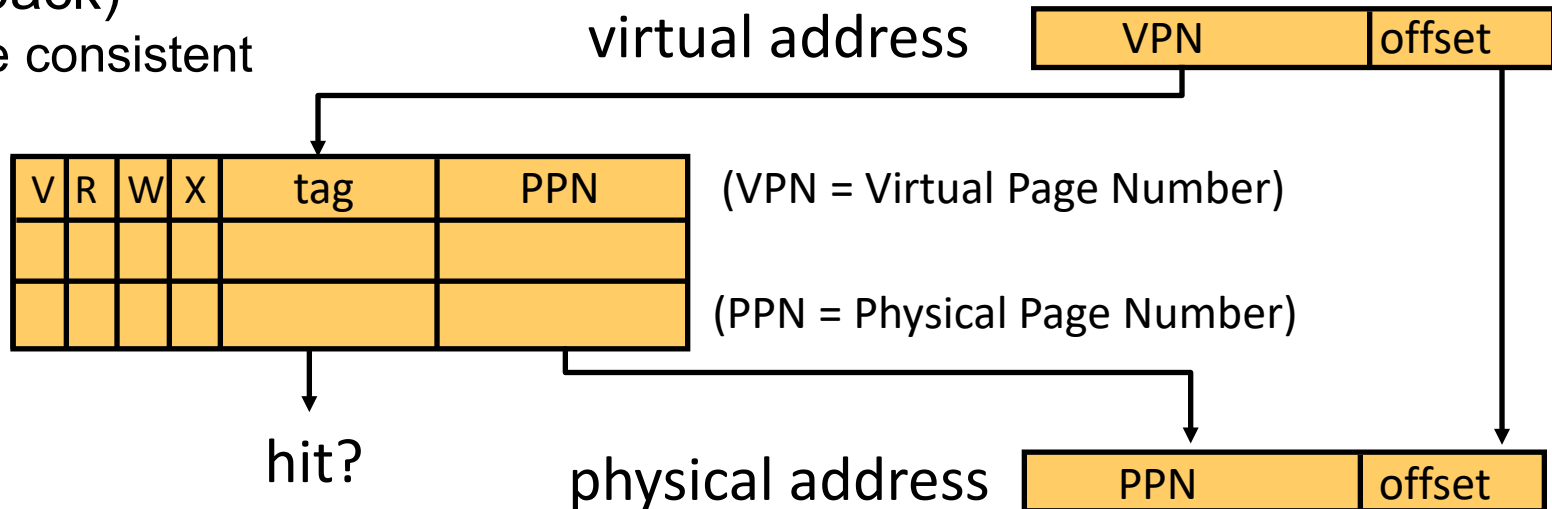 back)
e consistent
virtual address
VPN offset
V R W X tag PPN
(VPN = Virtual Page Number)
(PPN = Physical Page Number)
hit?
physical address
PPN offset